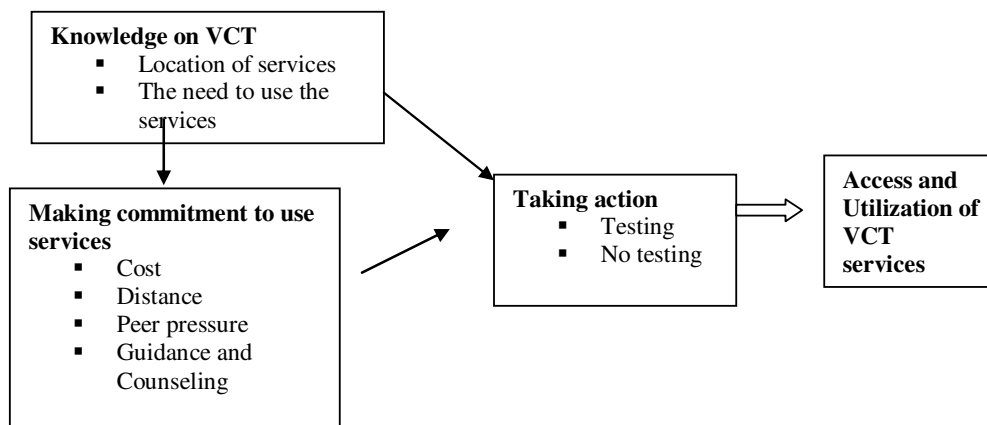 Knowledge on VCT
▪ Location of services
▪ The need to use the
services
Making commitment to use
services
▪ Cost
▪ Distance
▪ Peer pressure
▪ Guidance and
Counseling
Taking action
▪ Testing
▪ No testing
Access and
Utilization of
VCT
services